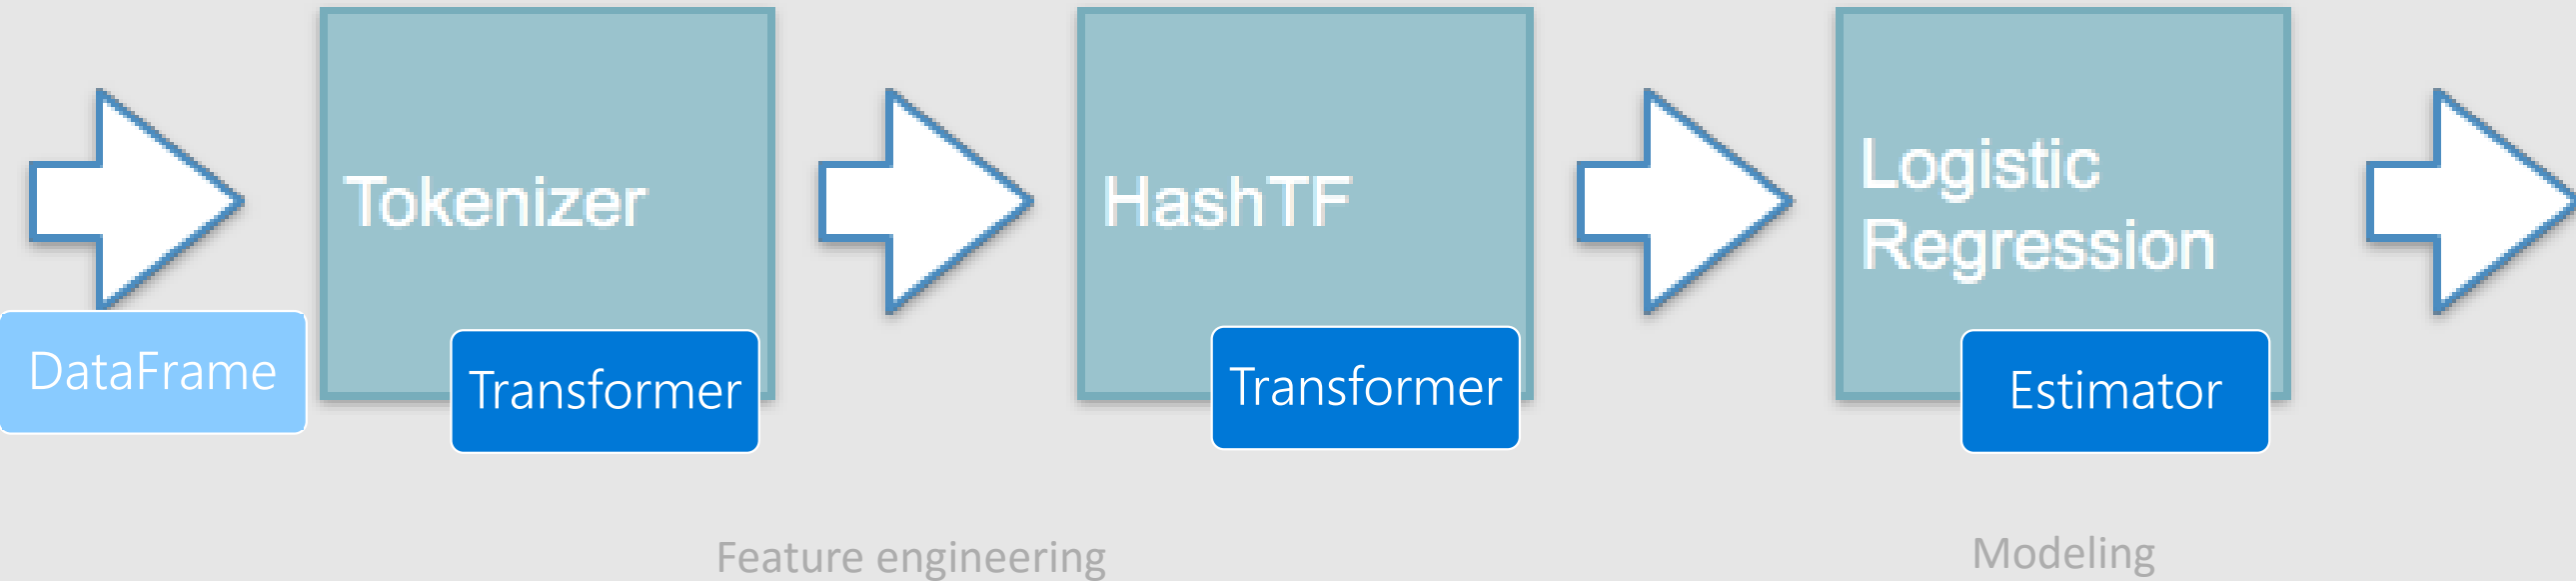 Tokenizer
HashTF
Logistic
Regression
DataFrame
Transformer
Transformer
Estimator
Feature engineering
Modeling